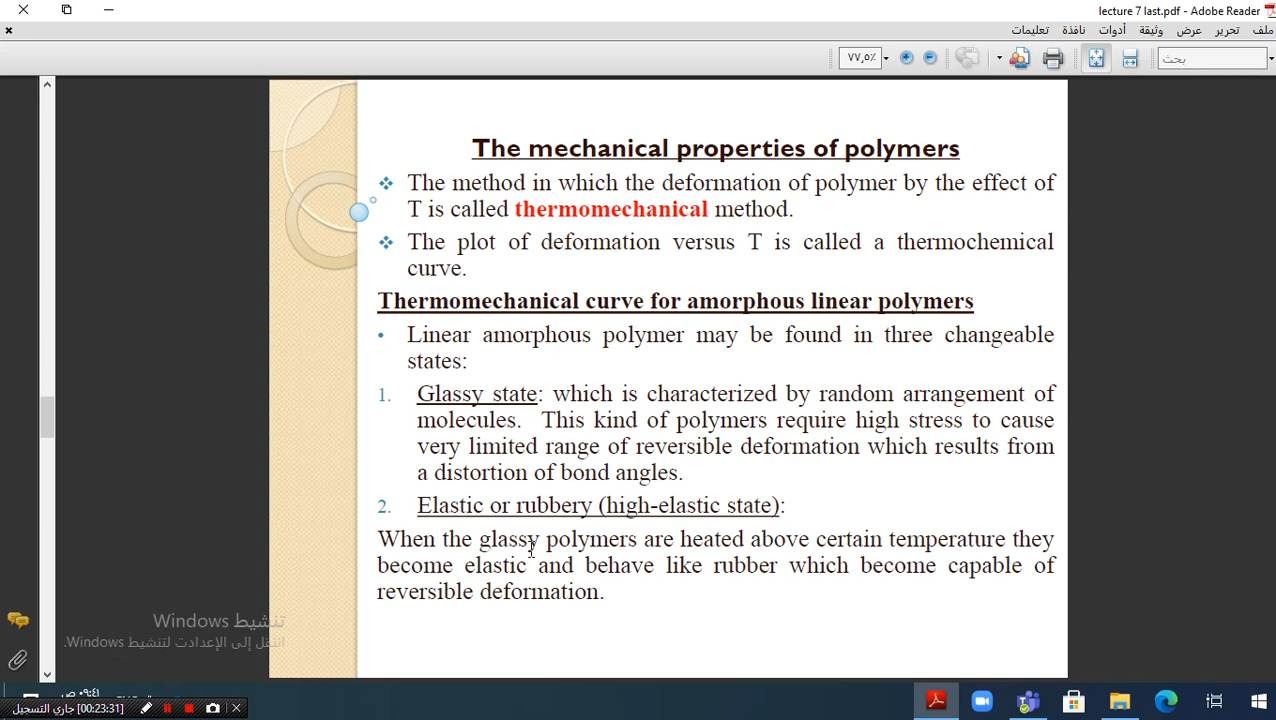 lecture 7 last.pdf - Adobe Reader
ملف تحرير عرض وثيقة أدوات نافذة تعليمات
٧٧,٥٪
بحث
The mechanical properties of polymers
❖ The method in which the deformation of polymer by the effect of
T is called thermomechanical method.
❖ The plot of deformation versus T is called a thermochemical
curve.
Thermomechanical curve for amorphous linear polymers
• Linear amorphous polymer may be found in three changeable
states:
1. Glassy state: which is characterized by random arrangement of
molecules. This kind of polymers require high stress to cause
very limited range of reversible deformation which results from
a distortion of bond angles.
2. Elastic or rubbery (high-elastic state):
When the glassy polymers are heated above certain temperature they
become elastic and behave like rubber which become capable of
reversible deformation.
تنشيط Windows
انتقل إلى الإعدادت لتنشيط Windows.
٠٩:٤١ ص
جاري التسجيل [00:23:31]